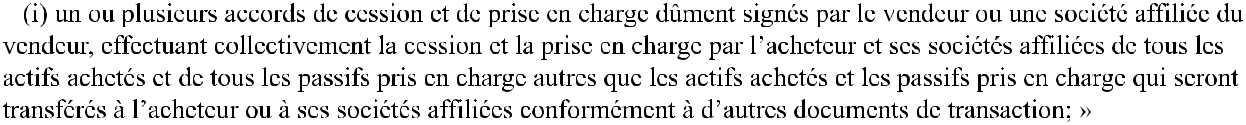 (i) un ou plusieurs accords de cession et de prise en charge dûment signés par le vendeur ou une société affiliée du
vendeur, effectuant collectivement la cession et la prise en charge par l’acheteur et ses sociétés affiliées de tous les
actifs achetés et de tous les passifs pris en charge autres que les actifs achetés et les passifs pris en charge qui seront
transférés à l’acheteur ou à ses sociétés affiliées conformément à d’autres documents de transaction; »